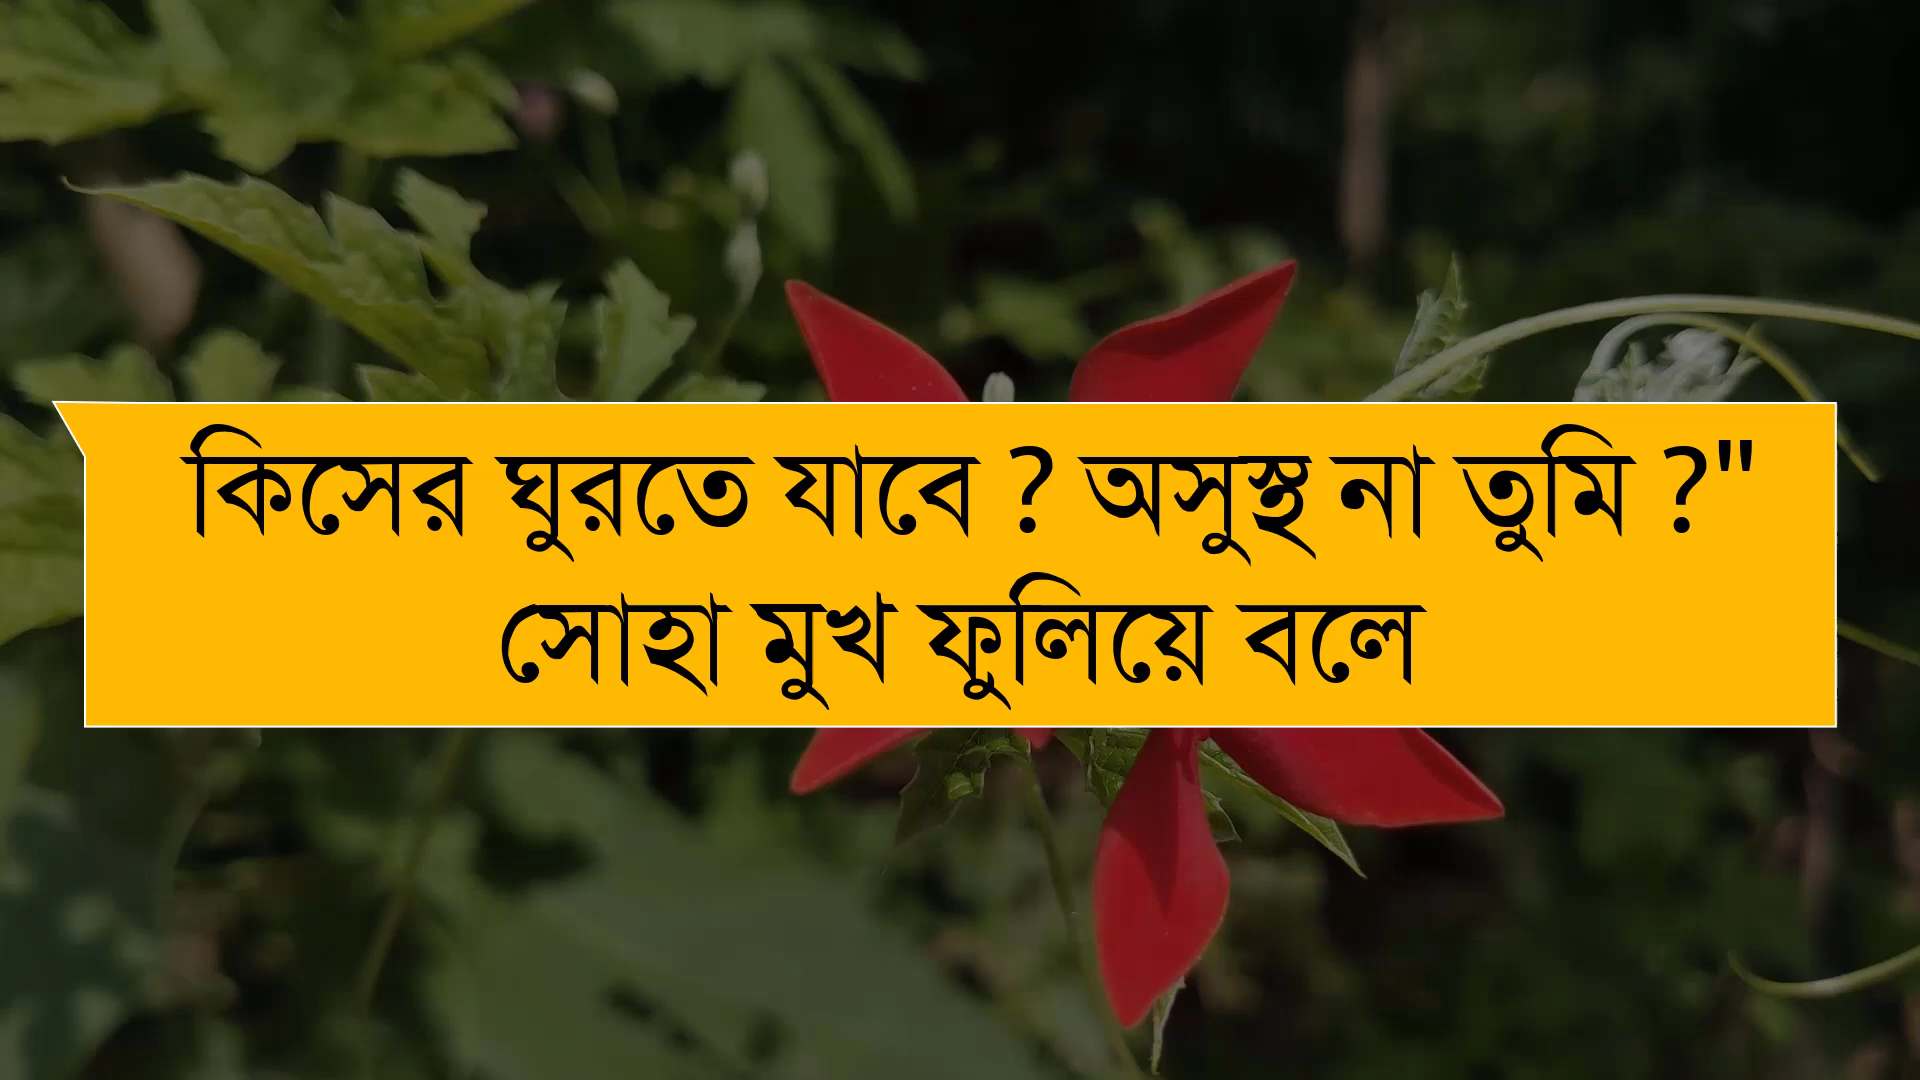 কিসের ঘুরতে যাবে ? অসুস্থ না তুমি ?"
সোহা মুখ ফুলিয়ে বলে